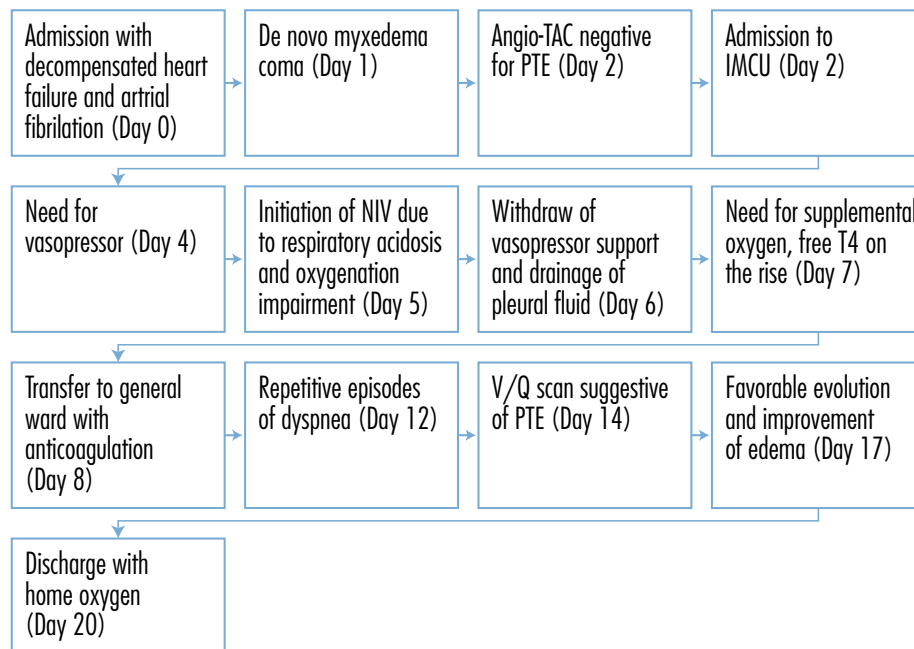 Admission with
decompensated heart
failure and artrial
fibrilation (Day 0)
De novo myxedema
coma (Day 1)
Angio-TAC negative
for PTE (Day 2)
Admission to
IMCU (Day 2)
Need for
vasopressor (Day 4)
Initiation of NIV due
to respiratory acidosis
and oxygenation
impairment (Day 5)
Withdraw of
vasopressor support
and drainage of
pleural fluid (Day 6)
Need for supplemental
oxygen, free T4 on
the rise (Day 7)
Transfer to general
ward with
anticoagulation
(Day 8)
Repetitive episodes
of dyspnea (Day 12)
V/Q scan suggestive
of PTE (Day 14)
Favorable evolution
and improvement
of edema (Day 17)
Discharge with
home oxygen
(Day 20)